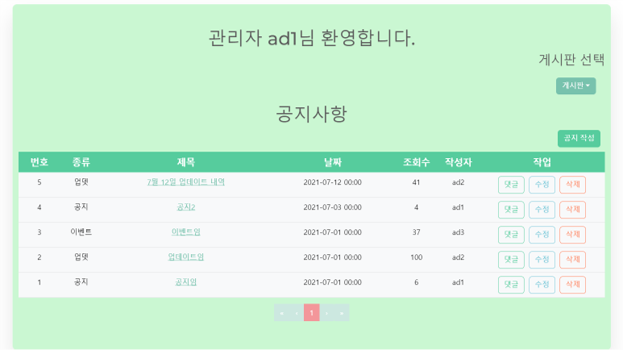 관리자 ad1님 환영합니다.
게시판 선택
게시판
공지사항
공지 작성
번호 종류 제목 날짜 조회수 작성자 작업
5 업뎃 7월 12일 업데이트 내역 2021-07-12 00:00 41 ad2 댓글 수정 삭제
4 공지 공지2 2021-07-03 00:00 4 ad1 댓글 수정 삭제
3 이벤트 이벤트임 2021-07-01 00:00 37 ad3 댓글 수정 삭제
2 업뎃 업데이트임 2021-07-01 00:00 100 ad2 댓글 수정 삭제
1 공지 공지임 2021-07-01 00:00 6 ad1 댓글 수정 삭제
« ‹ 1 › »